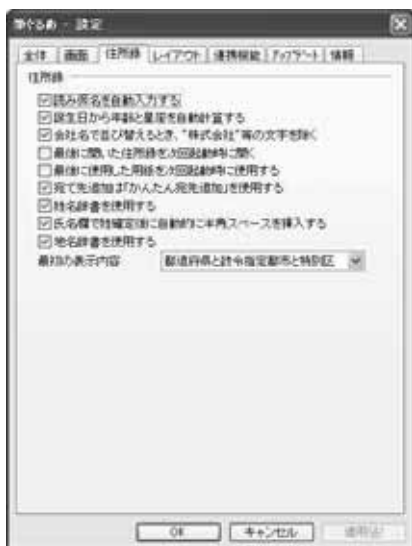 筆ぐるめ - 設定
全体 画面 住所録 レイアウト 連携機能 アップデート 情報
住所録
読み仮名を自動入力する
誕生日から年齢と星座を自動計算する
会社名で並び替えるとき、"株式会社"等の文字を除く
最後に開いた住所録を次回起動時に開く
最後に使用した用紙を次回起動時に使用する
宛て先追加は「かんたん宛先追加」を使用する
姓名辞書を使用する
氏名欄で姓確定後に自動的に半角スペースを挿入する
地名辞書を使用する
最初の表示内容 都道府県と政令指定都市と特別区
OK キャンセル 適用(A)